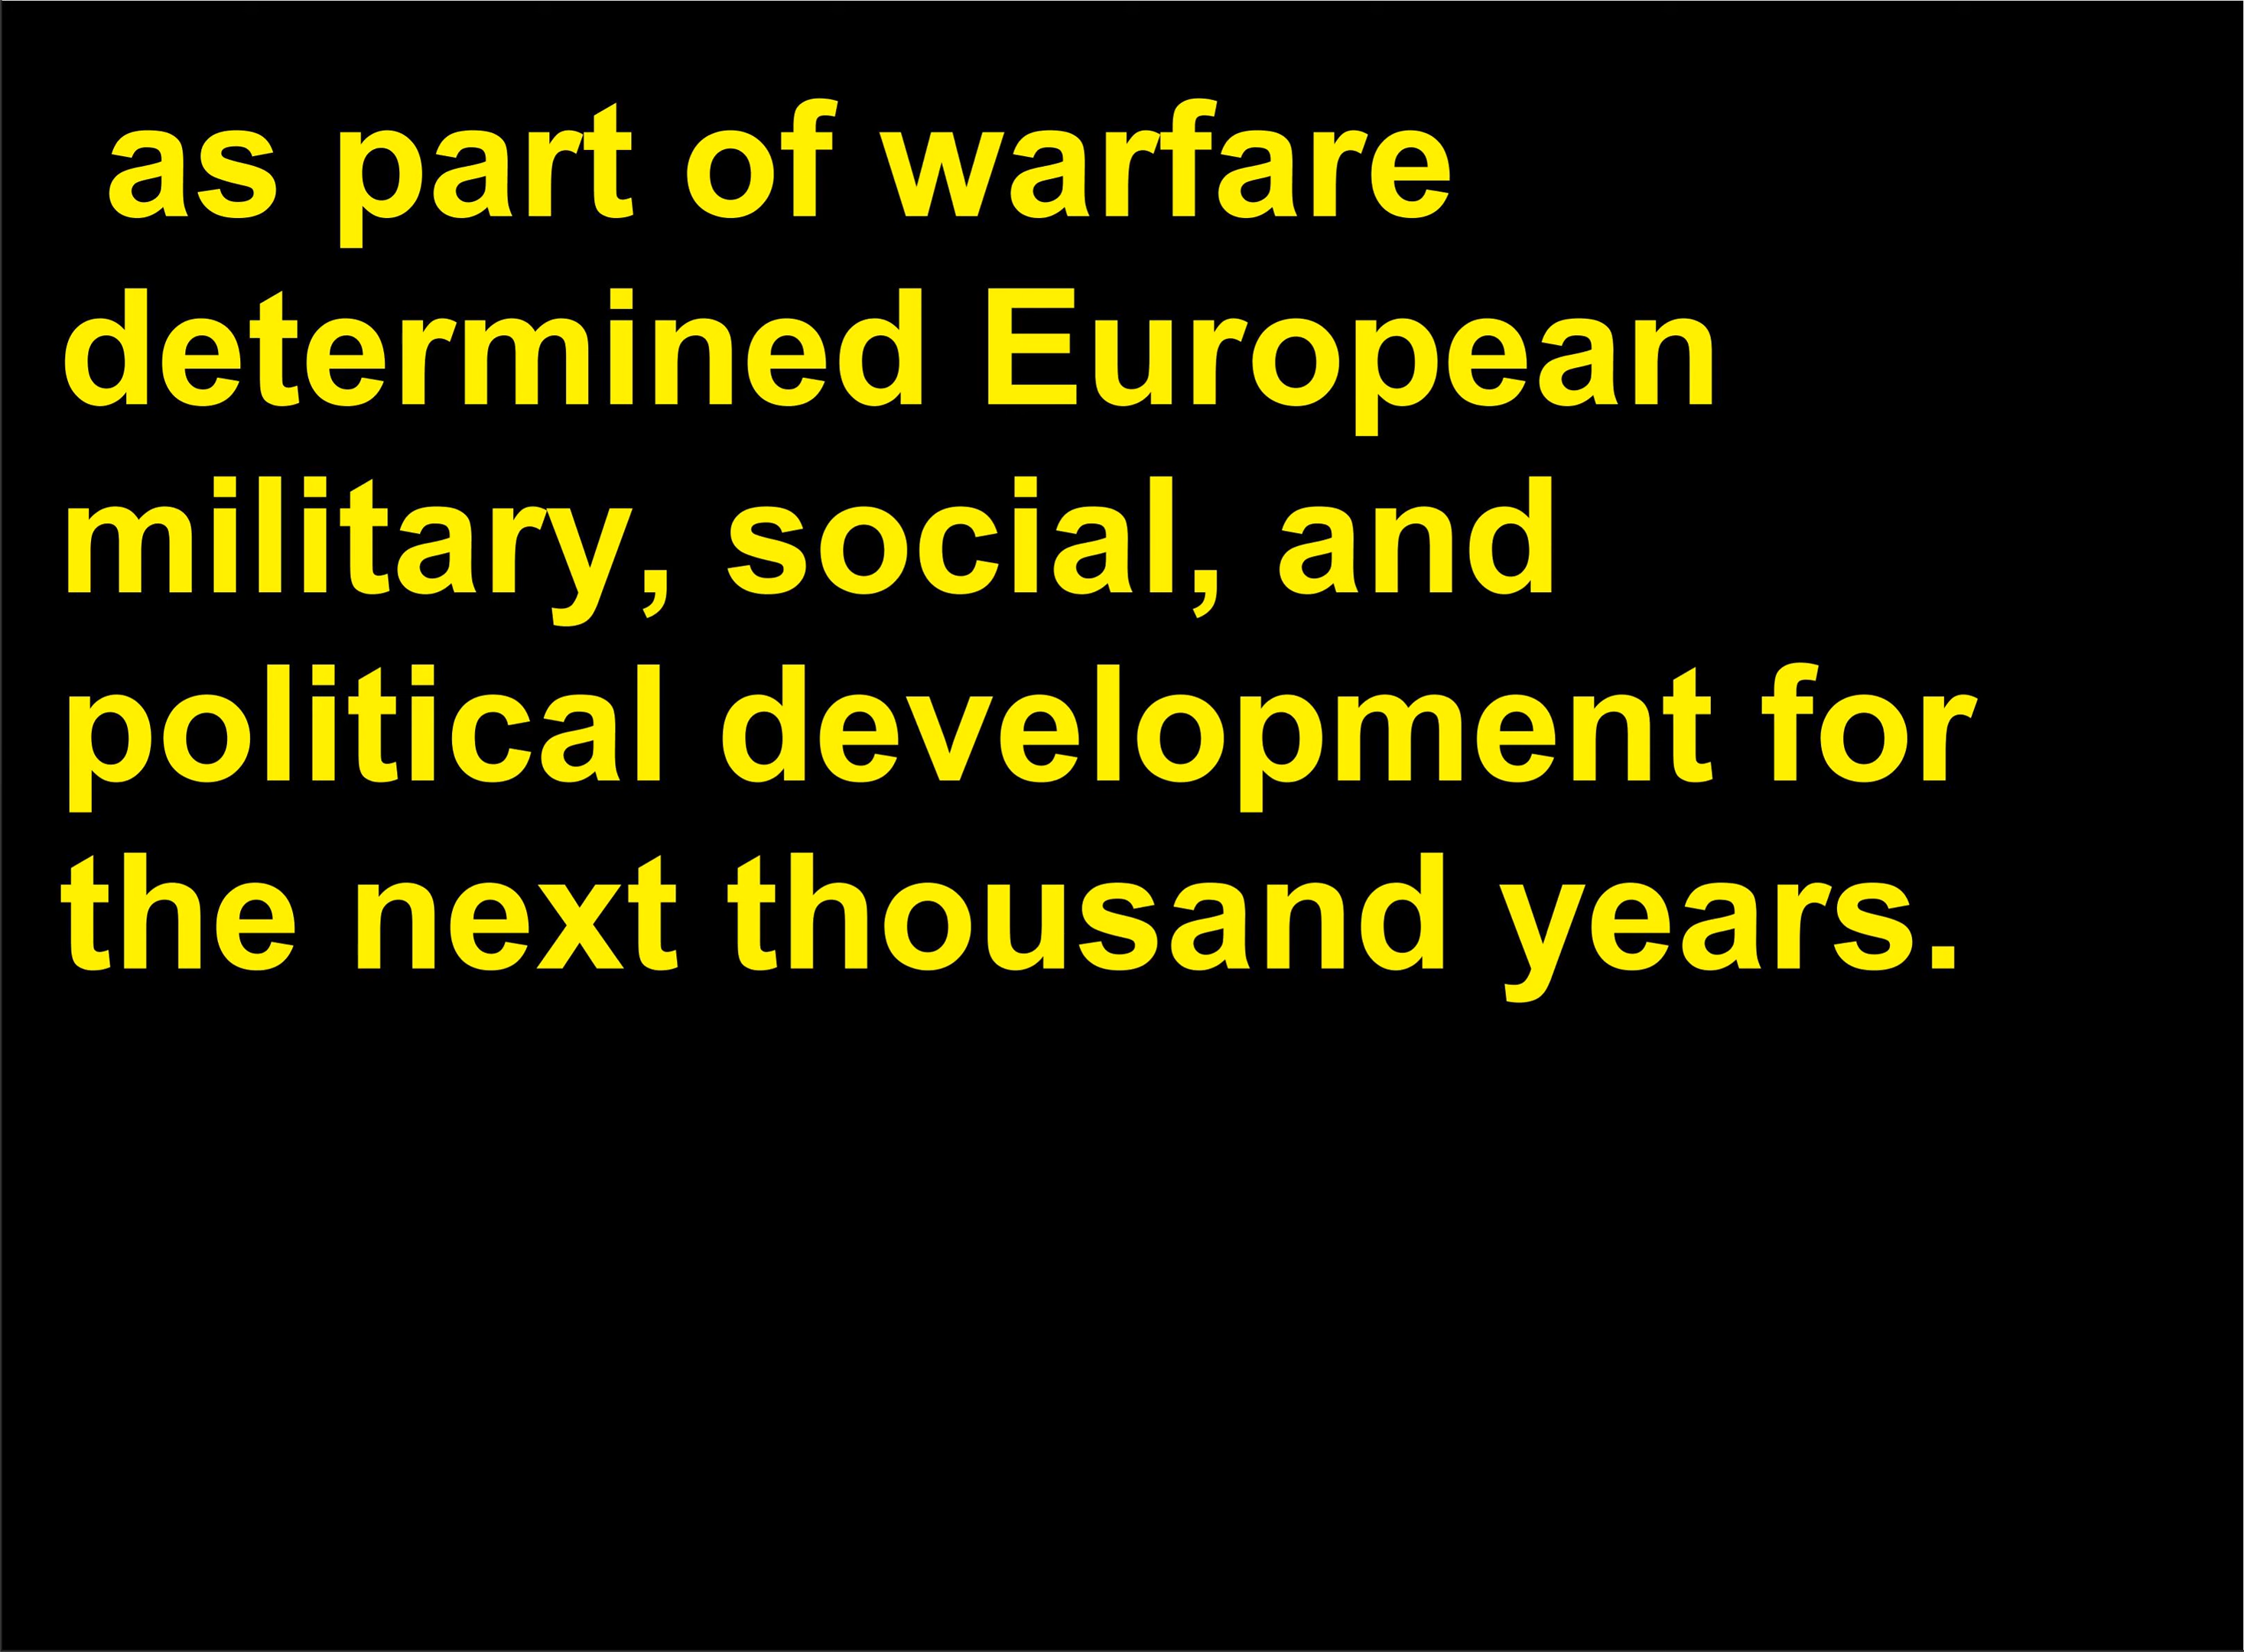 as part of warfare
determined European
military, social, and
political development for
the next thousand years.